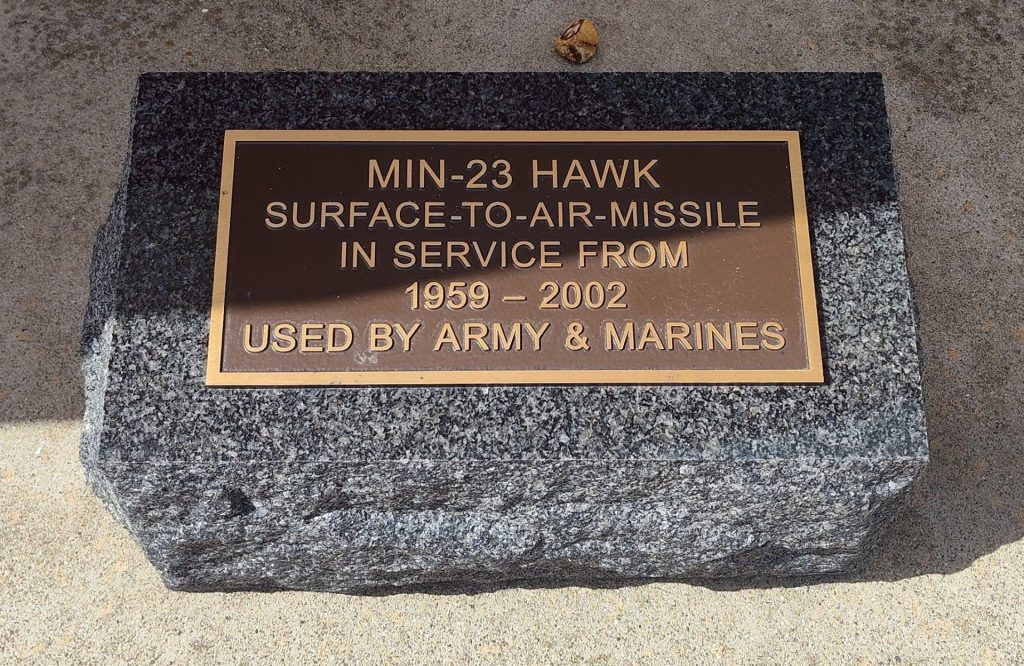 MIN-23 HAWK
SURFACE-TO-AIR-MISSILE
IN SERVICE FROM
1959 – 2002
USED BY ARMY & MARINES